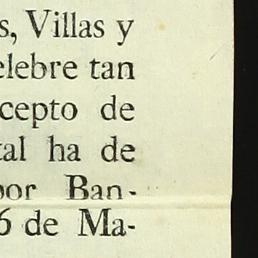 s, Villas y
elebre tan
cepto de
tal ha de
por Ban-
6 de Ma-